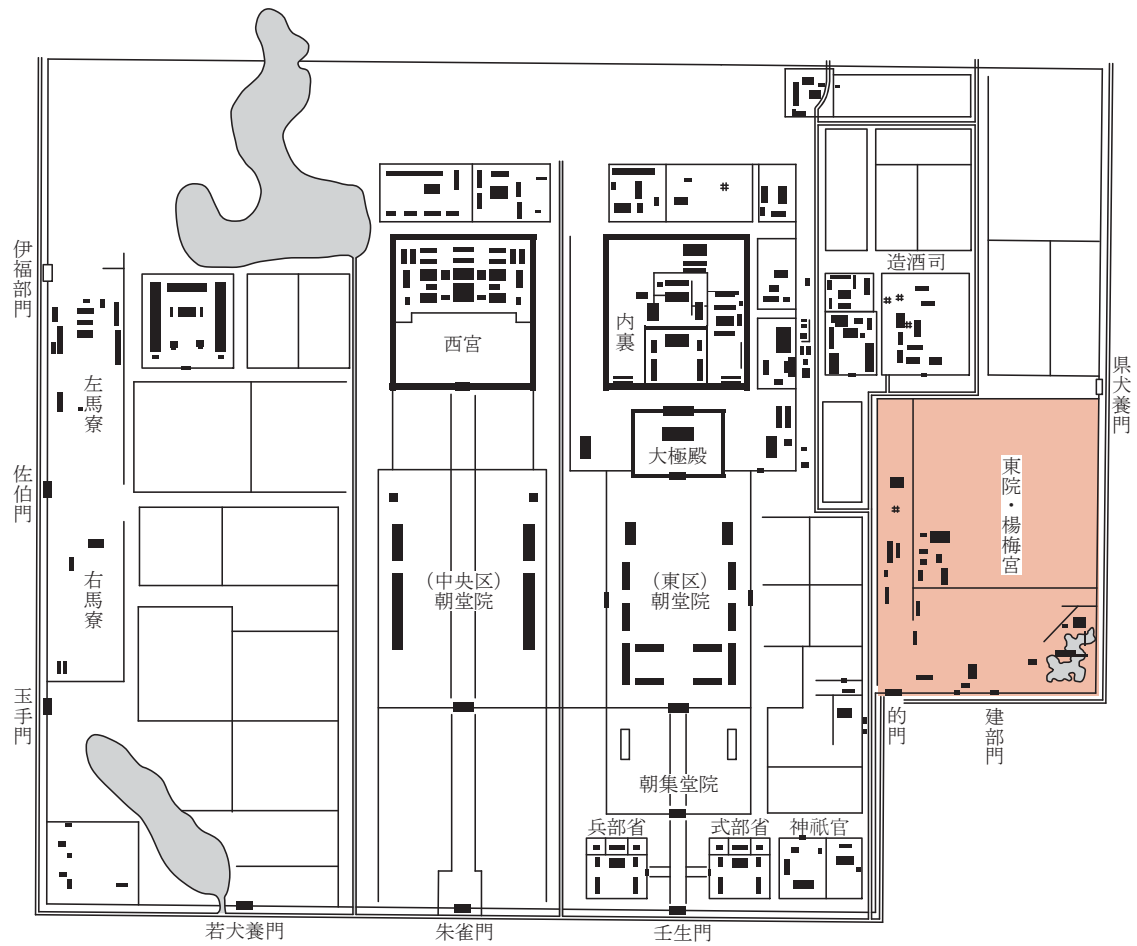 造酒司
伊福部門
西宮
内裏
左馬寮
県犬養門
大極殿
佐伯門
東院・楊梅宮
右馬寮
(中央区)
朝堂院
(東区)
朝堂院
玉手門
的門
建部門
朝集堂院
兵部省
式部省
神祇官
若犬養門
朱雀門
壬生門